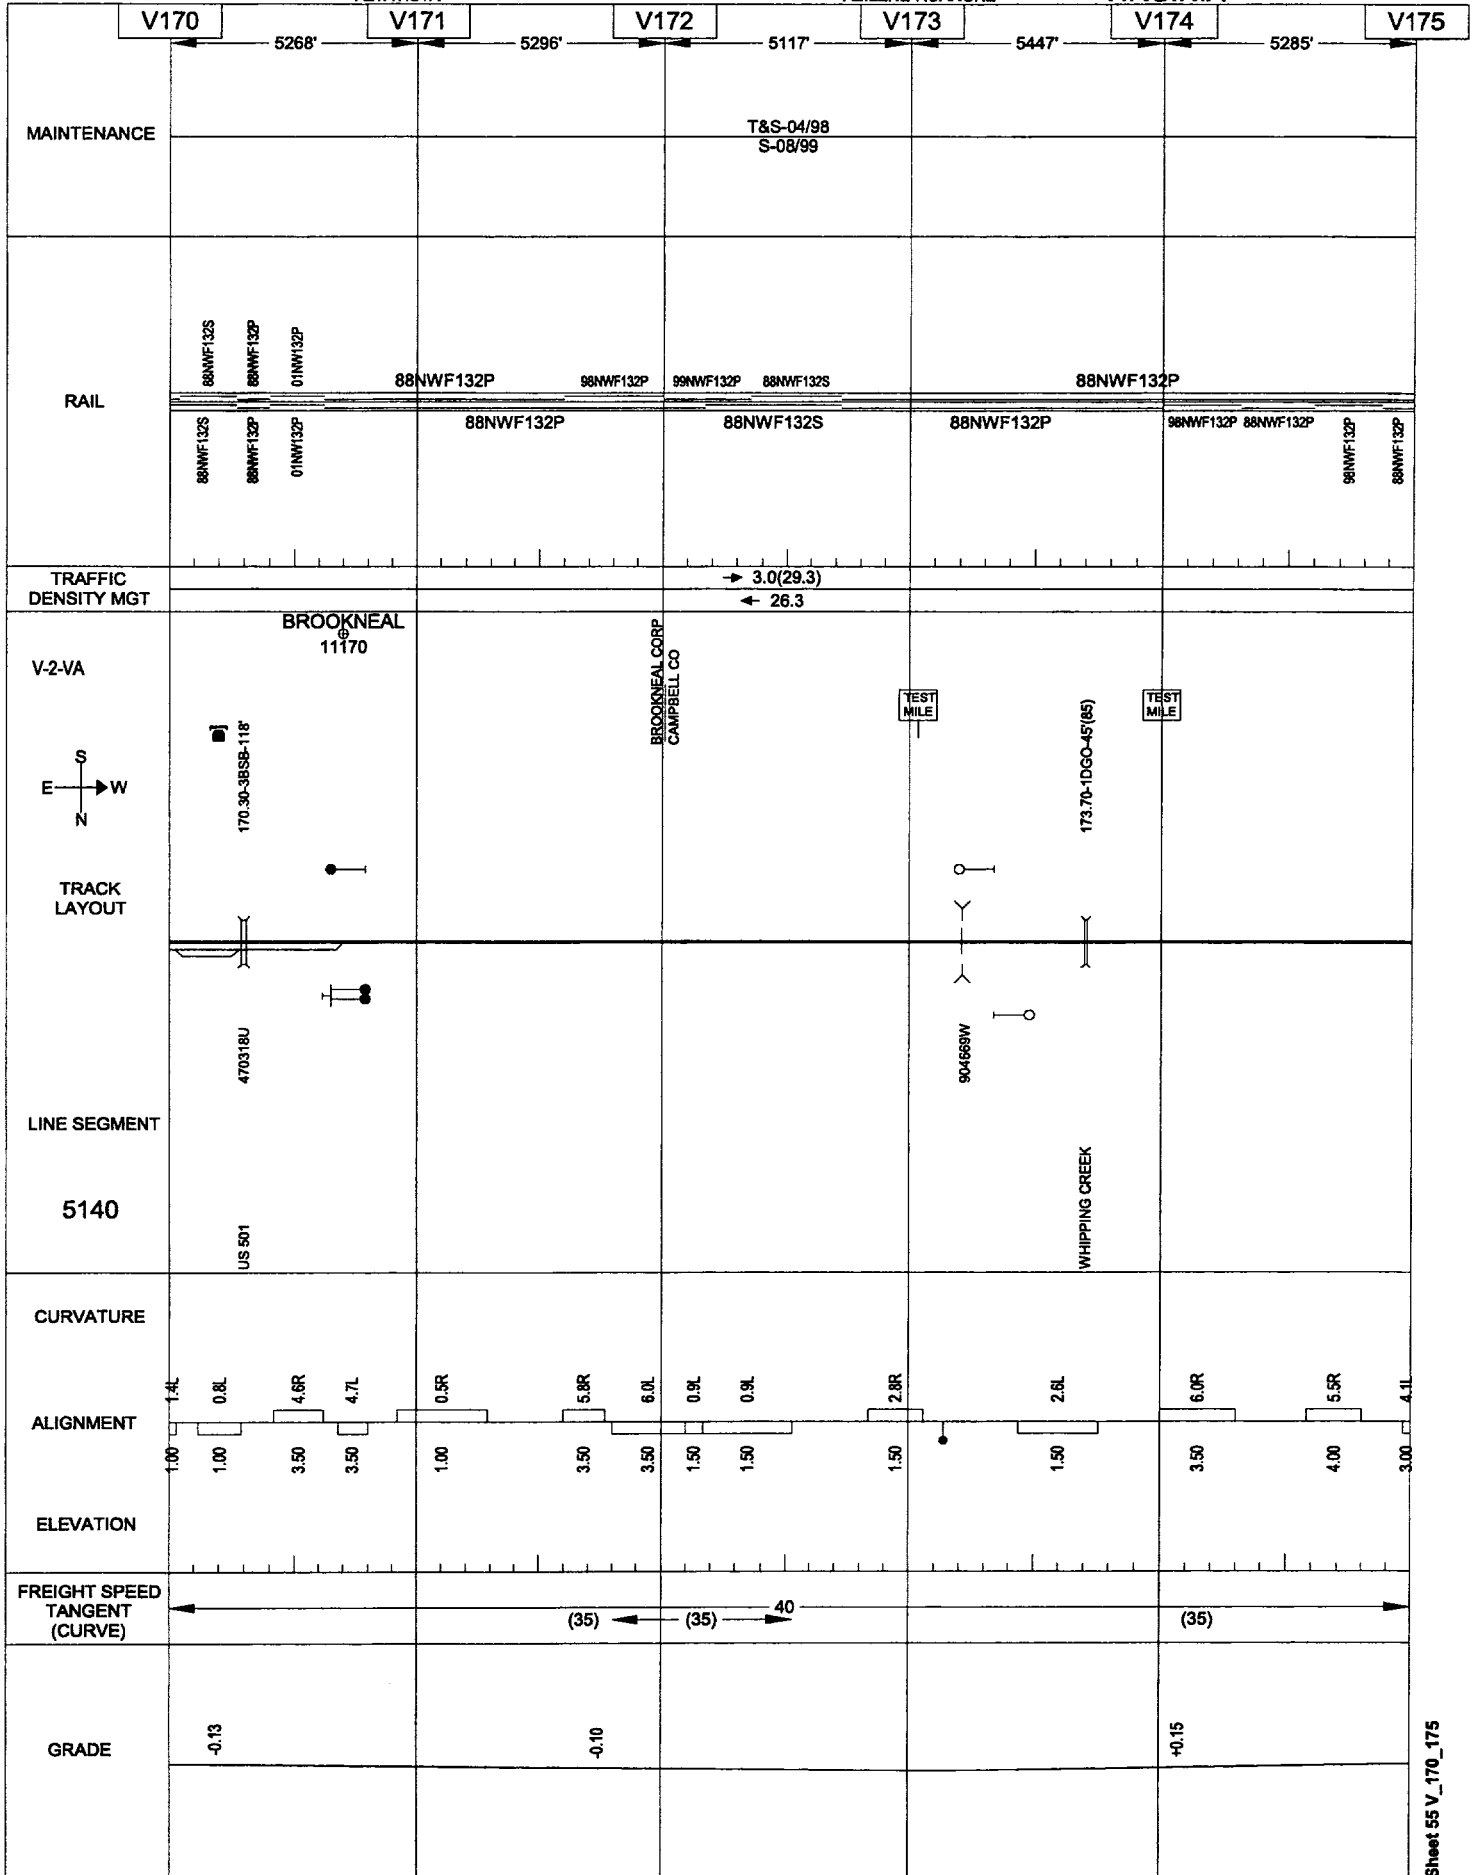 V170 V171 V172 V173 V174 V175
5268' 5296' 5117' 5447' 5285'
MAINTENANCE
T&S-04/98
S-08/99
88NWF132S 88NWF132P 01NW132P 88NWF132P 98NWF132P 99NWF132P 88NWF132S 88NWF132P
RAIL
88NWF132S 88NWF132P 01NW132P 88NWF132P 88NWF132S 88NWF132P 98NWF132P 88NWF132P 98NWF132P 88NWF132P
TRAFFIC
DENSITY MGT
3.0(29.3)
26.3
BROOKNEAL
11170
BROOKNEAL CORP
CAMPBELL CO
V-2-VA
TEST
MILE
TEST
MILE
170.30-3BSB-118'
173.70-1DGO-45'(85)
S
E W
N
TRACK
LAYOUT
470318U
904669W
LINE SEGMENT
5140
US 501
WHIPPING CREEK
CURVATURE
1.4L 0.8L 4.6R 4.7L 0.5R 5.8R 6.0L 0.9L 0.9L 2.8R 2.6L 6.0R 5.5R 4.1L
ALIGNMENT
1.00 1.00 3.50 3.50 1.00 3.50 3.50 1.50 1.50 1.50 1.50 3.50 4.00 3.00
ELEVATION
FREIGHT SPEED
TANGENT
(CURVE)
40
(35) (35) (35)
GRADE
-0.13 -0.10 +0.15
Sheet 55 V_170_175